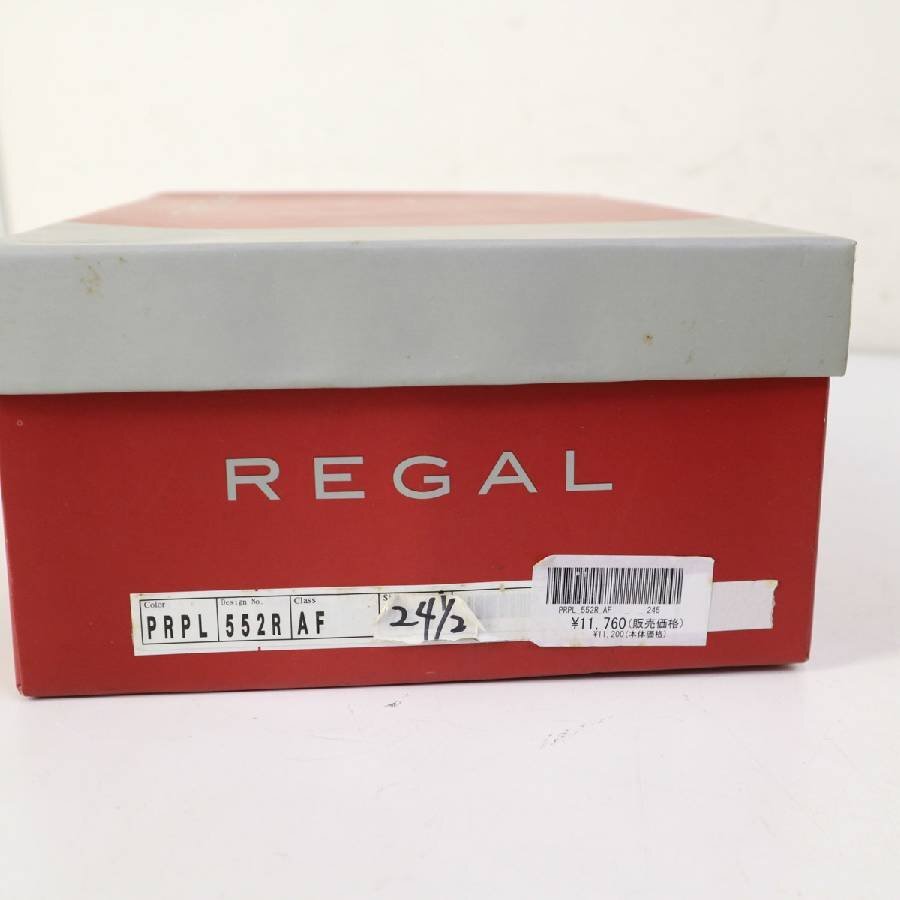 REGAL
Color Design No. Class
PRPL 552R AF 24½
PRPL 552R AF 245
¥11,760(販売価格)
¥11,200(本体価格)